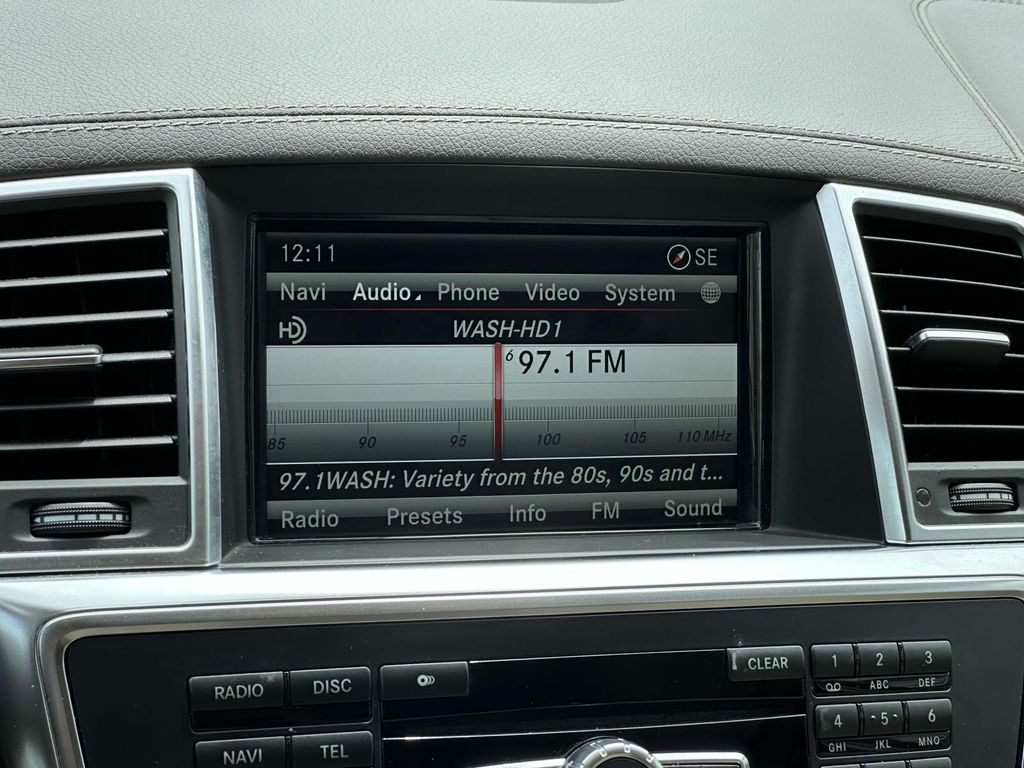 12:11 SE
Navi Audio Phone Video System
HD WASH-HD1
6 97.1 FM
85 90 95 100 105 110 MHz
97.1WASH: Variety from the 80s, 90s and t...
Radio Presets Info FM Sound
RADIO DISC CLEAR 1 2 3
ABC DEF
NAVI TEL 4 5 6
GHI JKL MNO